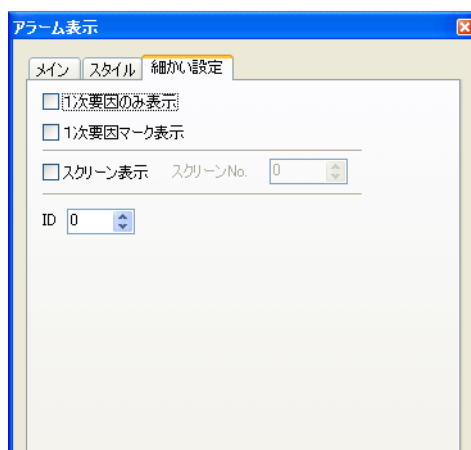 アラーム表示
メイン スタイル 細かい設定
1次要因のみ表示
1次要因マーク表示
スクリーン表示 スクリーンNo. 0
ID 0